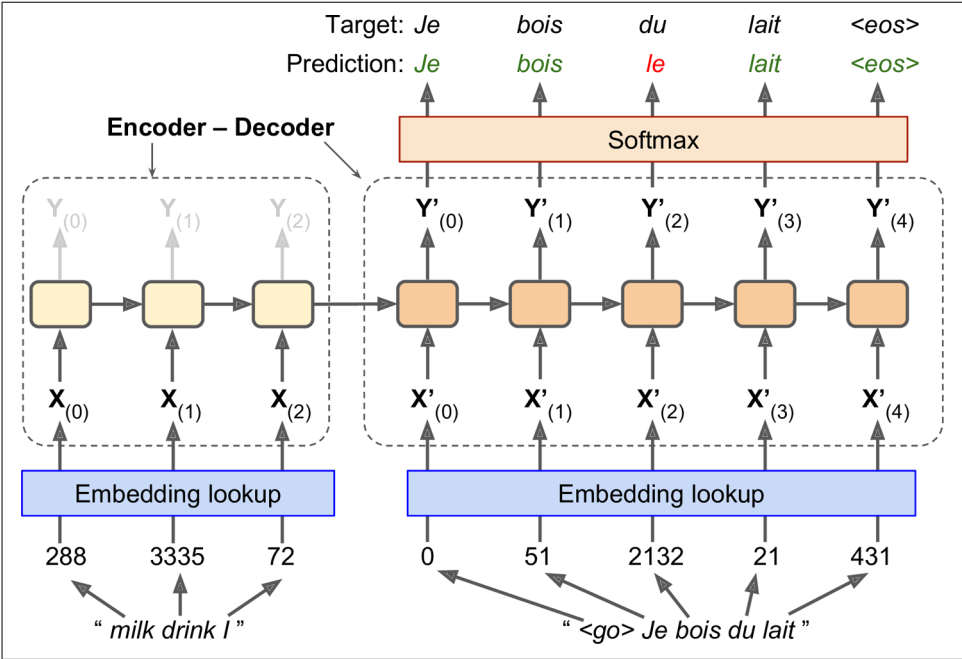 Target: Je bois du lait <eos>
Prediction: Je bois le lait <eos>
Encoder – Decoder
Softmax
Y(0) Y(1) Y(2) Y’(0) Y’(1) Y’(2) Y’(3) Y’(4)
X(0) X(1) X(2) X’(0) X’(1) X’(2) X’(3) X’(4)
Embedding lookup Embedding lookup
288 3335 72 0 51 2132 21 431
“ milk drink I ” “ <go> Je bois du lait ”